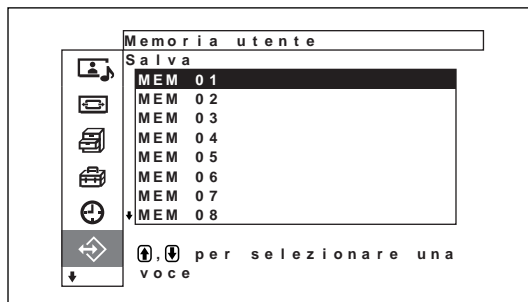 Memoria utente
Salva
MEM 01
MEM 02
MEM 03
MEM 04
MEM 05
MEM 06
MEM 07
MEM 08
, per selezionare una
voce